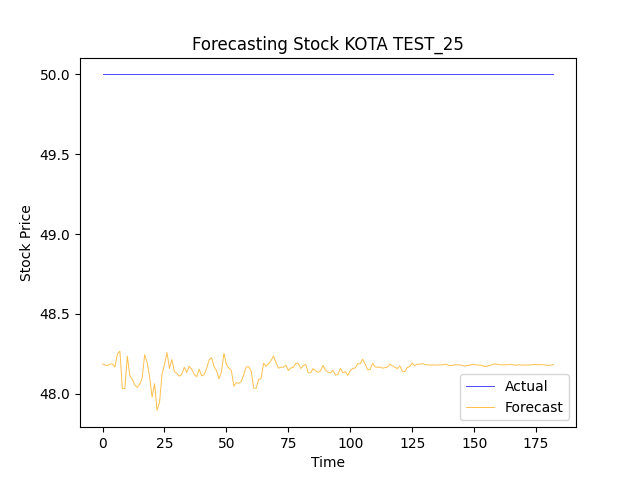 Forecasting Stock KOTA TEST_25
50.0
49.5
49.0
48.5
48.0
Stock Price
0 25 50 75 100 125 150 175
Time
Actual
Forecast